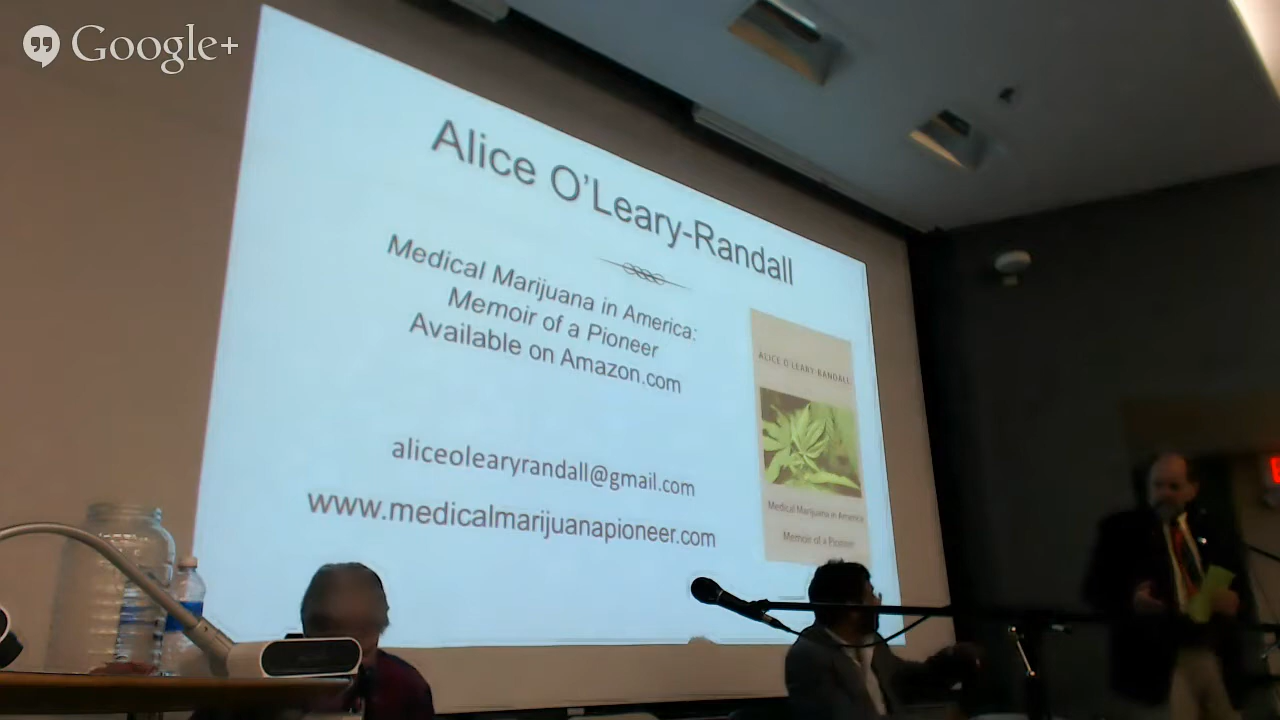 Google+
Alice O'Leary-Randall
Medical Marijuana in America:
Memoir of a Pioneer
Available on Amazon.com
aliceolearyrandall@gmail.com
www.medicalmarijuanapioneer.com
ALICE O'LEARY-RANDALL
Medical Marijuana in America
Memoir of a Pioneer